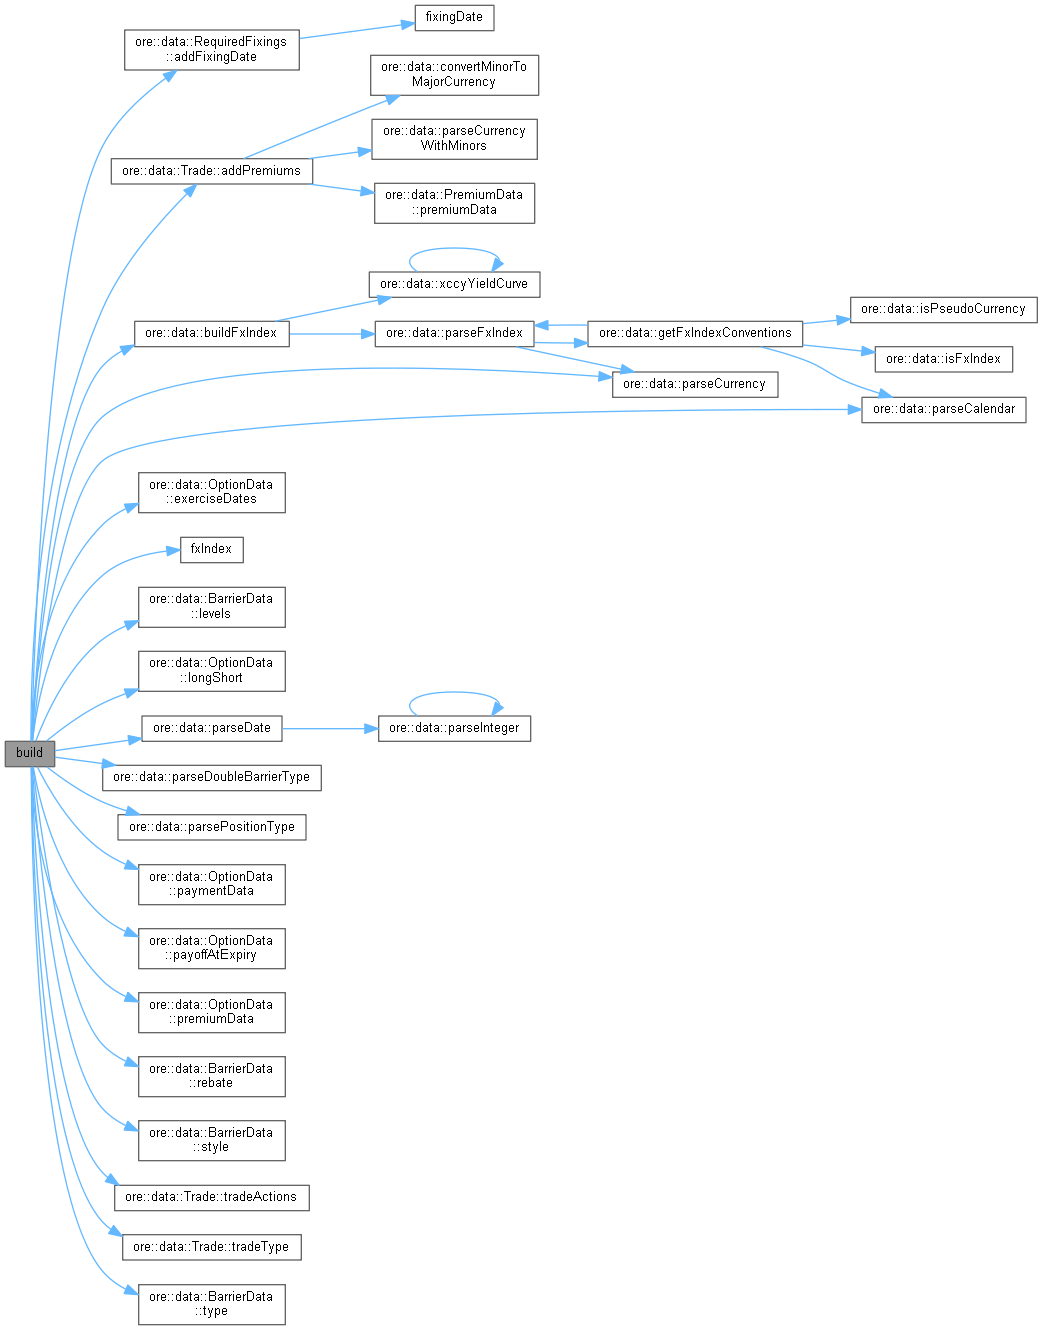 fixingDate
ore::data::RequiredFixings
::addFixingDate
ore::data::convertMinorTo
MajorCurrency
ore::data::parseCurrency
WithMinors
ore::data::Trade::addPremiums
ore::data::PremiumData
::premiumData
ore::data::xccyYieldCurve
ore::data::isPseudoCurrency
ore::data::buildFxIndex
ore::data::parseFxIndex
ore::data::getFxIndexConventions
ore::data::isFxIndex
ore::data::parseCurrency
ore::data::parseCalendar
ore::data::OptionData
::exerciseDates
fxIndex
ore::data::BarrierData
::levels
ore::data::OptionData
::longShort
ore::data::parseDate
ore::data::parseInteger
build
ore::data::parseDoubleBarrierType
ore::data::parsePositionType
ore::data::OptionData
::paymentData
ore::data::OptionData
::payoffAtExpiry
ore::data::OptionData
::premiumData
ore::data::BarrierData
::rebate
ore::data::BarrierData
::style
ore::data::Trade::tradeActions
ore::data::Trade::tradeType
ore::data::BarrierData
::type